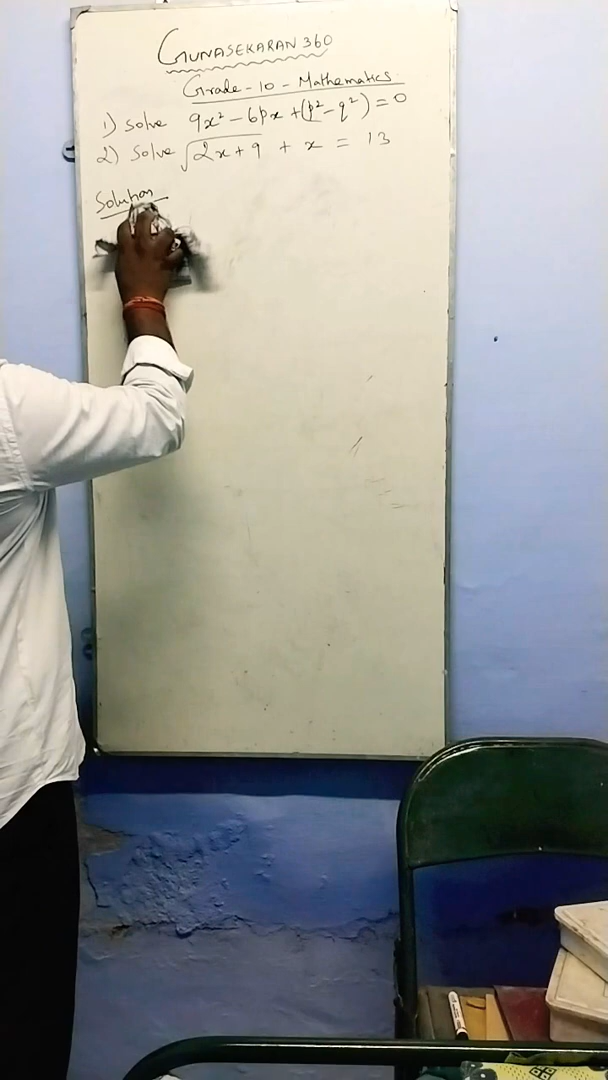 GUNASEKARAN 360
Grade - 10 - Mathematics
1) solve 9x² - 6px + (p² - q²) = 0
2) Solve √2x + 9 + x = 13
Solution